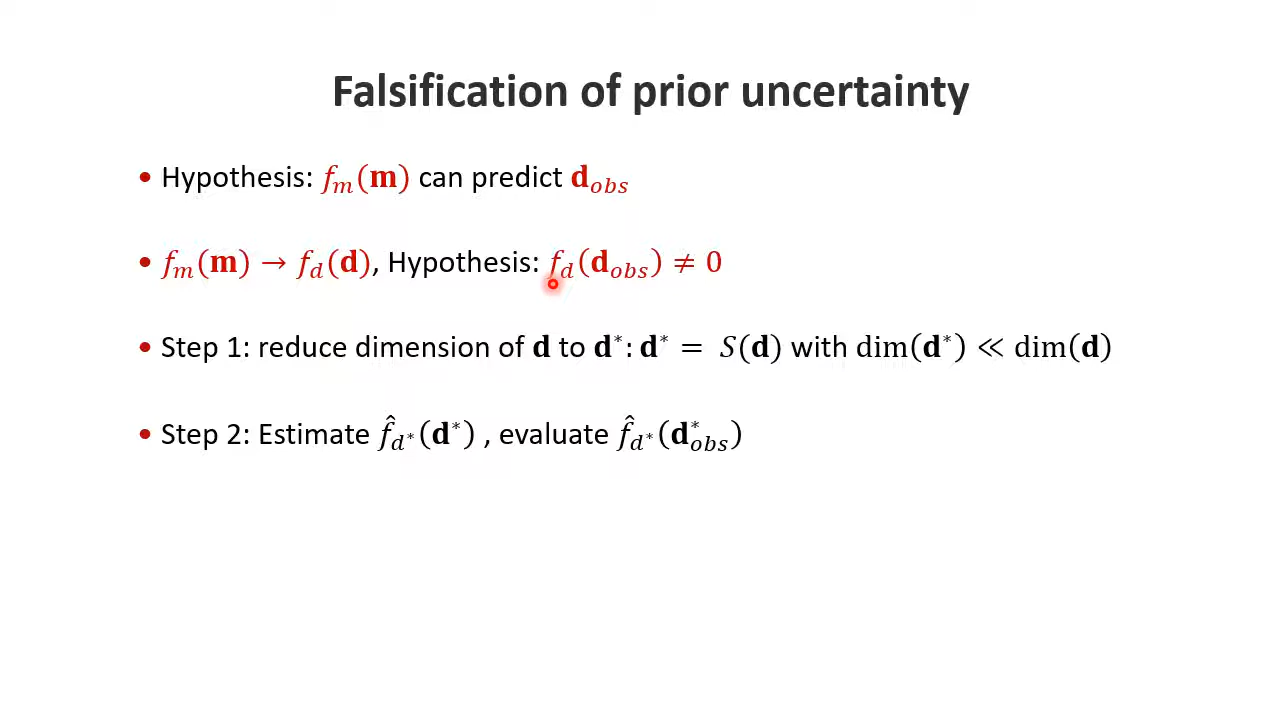 Falsification of prior uncertainty
• Hypothesis: f_m(𝐦) can predict 𝐝_obs
• f_m(𝐦) → f_d(𝐝), Hypothesis: f_d(𝐝_obs) ≠ 0
• Step 1: reduce dimension of 𝐝 to 𝐝*: 𝐝* = S(𝐝) with dim(𝐝*) ≪ dim(𝐝)
• Step 2: Estimate f̂_d*(𝐝*) , evaluate f̂_d*(𝐝*_obs)